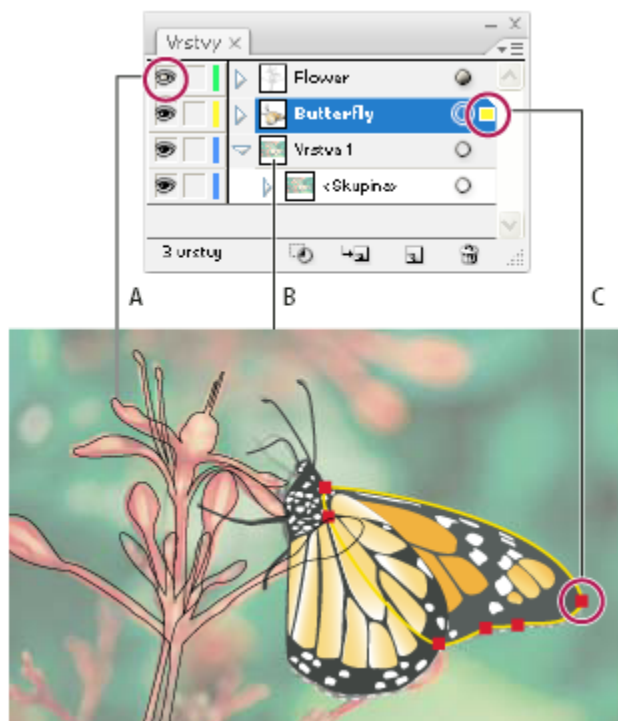 Vrstvy ×
Flower
Butterfly
Vrstva 1
<Skupina>
3 vrstvy
A
B
C